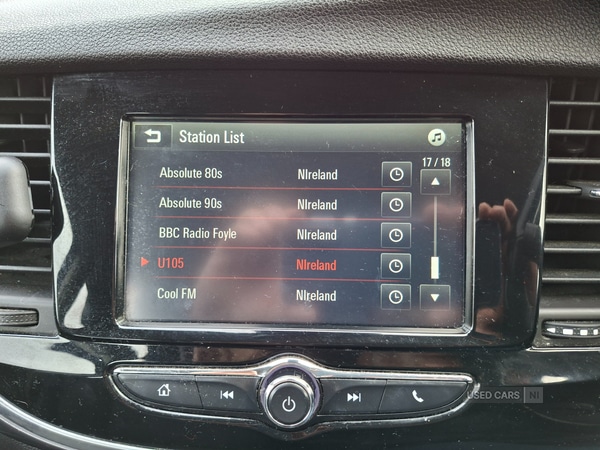 Station List
17 / 18
Absolute 80s NIreland
Absolute 90s NIreland
BBC Radio Foyle NIreland
U105 NIreland
Cool FM NIreland
USED CARS NI